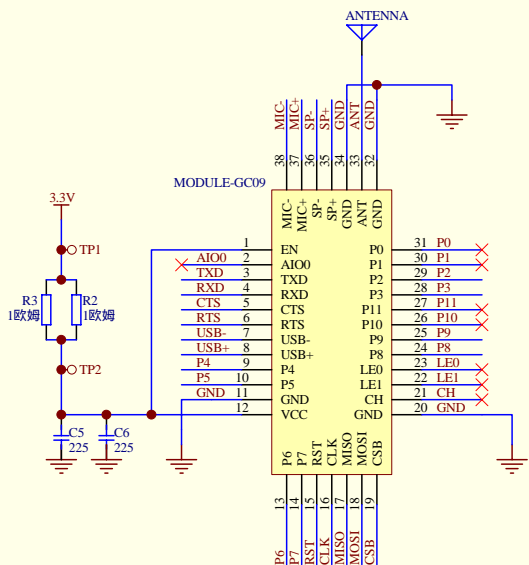 ANTENNA
MIC- MIC+ SP- SP+ GND ANT GND
38 37 36 35 34 33 32
MODULE-GC09
MIC- MIC+ SP- SP+ GND ANT GND
3.3V
TP1
R3 R2
1欧姆 1欧姆
TP2
C5 C6
225 225
1 EN
AIO0 2 AIO0
TXD 3 TXD
RXD 4 RXD
CTS 5 CTS
RTS 6 RTS
USB- 7 USB-
USB+ 8 USB+
P4 9 P4
P5 10 P5
GND 11 GND
12 VCC
P0 31 P0
P1 30 P1
P2 29 P2
P3 28 P3
P11 27 P11
P10 26 P10
P9 25 P9
P8 24 P8
LE0 23 LE0
LE1 22 LE1
CH 21 CH
GND 20 GND
P6 P7 RST CLK MISO MOSI CSB
13 14 15 16 17 18 19
P6 P7 RST CLK MISO MOSI CSB